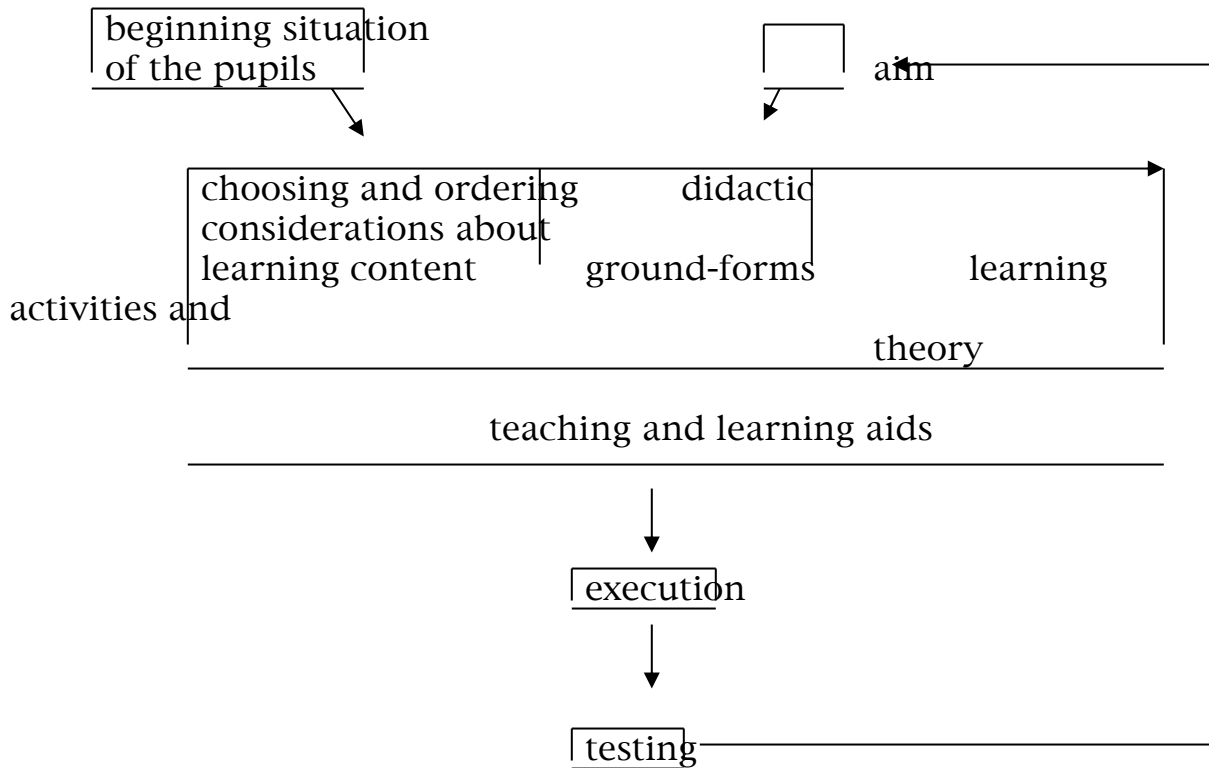 beginning situation
of the pupils aim
choosing and ordering didactic
considerations about
learning content ground-forms learning
activities and
theory
teaching and learning aids
execution
testing